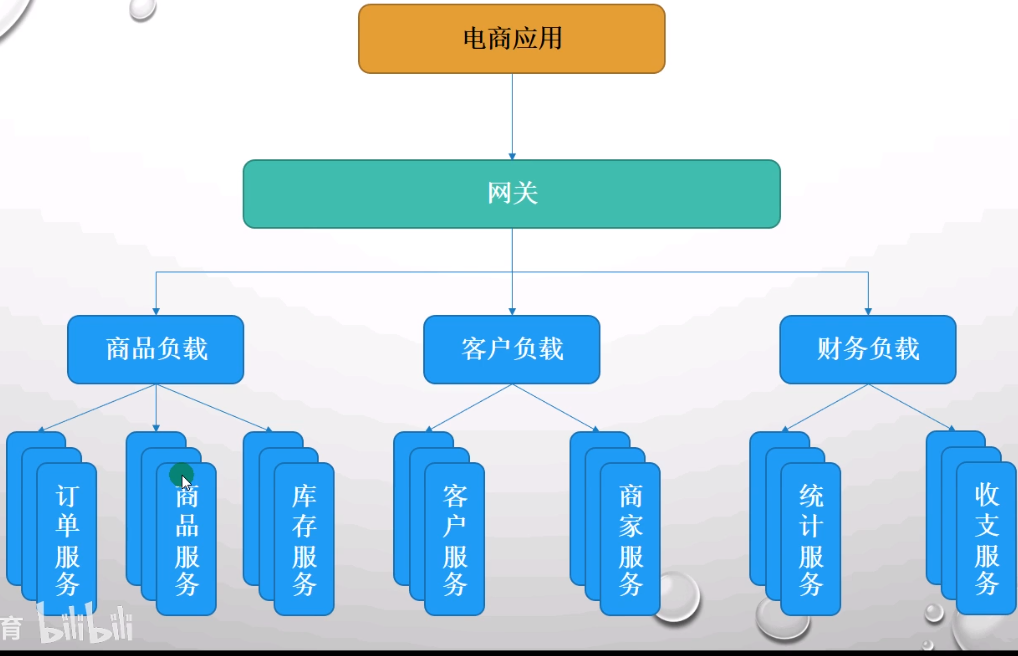 电商应用
网关
商品负载
客户负载
财务负载
订单服务
商品服务
库存服务
客户服务
商家服务
统计服务
收支服务
育 bilibili